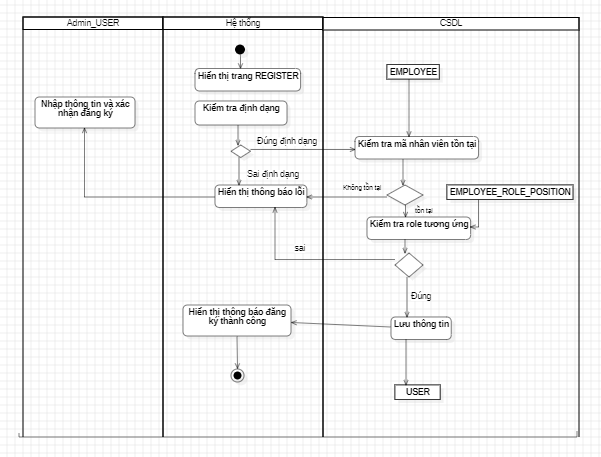 Admin_USER
Hệ thống
CSDL
Hiển thị trang REGISTER
EMPLOYEE
Nhập thông tin và xác
nhận đăng ký
Kiểm tra định dạng
Đúng định dạng
Kiểm tra mã nhân viên tồn tại
Sai định dạng
Hiển thị thông báo lỗi
Không tồn tại
EMPLOYEE_ROLE_POSITION
tồn tại
Kiểm tra role tương ứng
sai
Đúng
Hiển thị thông báo đăng
ký thành công
Lưu thông tin
USER